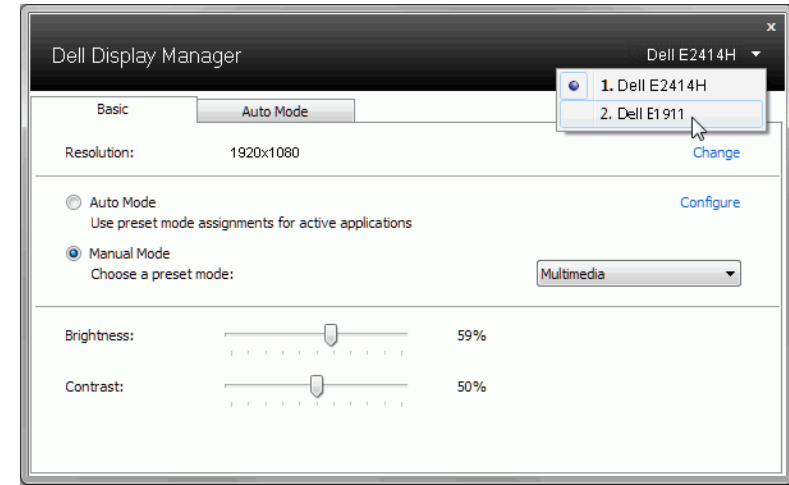 x
Dell Display Manager
Dell E2414H
1. Dell E2414H
2. Dell E1911
Basic
Auto Mode
Resolution:
1920x1080
Change
Auto Mode
Configure
Use preset mode assignments for active applications
Manual Mode
Choose a preset mode:
Multimedia
Brightness:
59%
Contrast:
50%